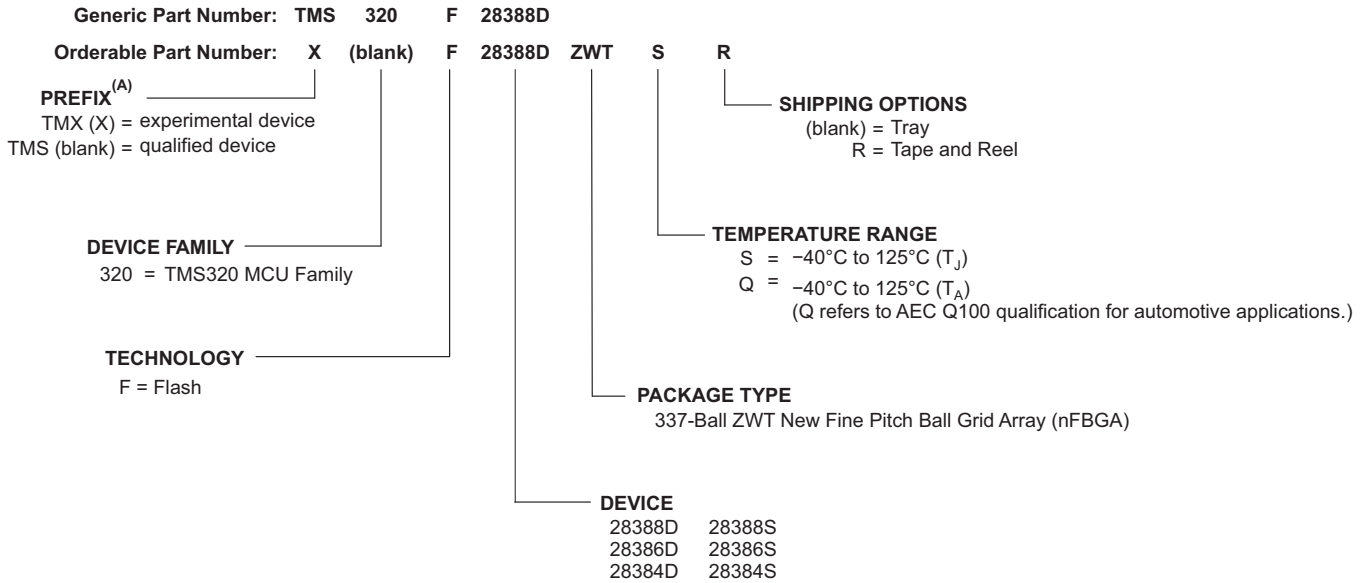 Generic Part Number: TMS 320 F 28388D
Orderable Part Number: X (blank) F 28388D ZWT S R
PREFIX(A)
TMX (X) = experimental device
TMS (blank) = qualified device
SHIPPING OPTIONS
(blank) = Tray
R = Tape and Reel
DEVICE FAMILY
320 = TMS320 MCU Family
TEMPERATURE RANGE
S = −40°C to 125°C (TJ)
Q = −40°C to 125°C (TA)
(Q refers to AEC Q100 qualification for automotive applications.)
TECHNOLOGY
F = Flash
PACKAGE TYPE
337-Ball ZWT New Fine Pitch Ball Grid Array (nFBGA)
DEVICE
28388D 28388S
28386D 28386S
28384D 28384S